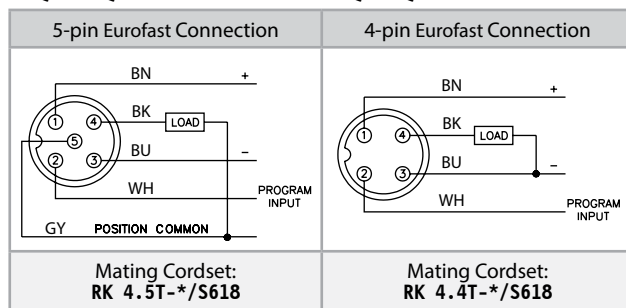 5-pin Eurofast Connection
BN +
1 4 BK LOAD
5
2 3 BU –
WH PROGRAM
INPUT
GY POSITION COMMON
Mating Cordset:
RK 4.5T-*/S618
4-pin Eurofast Connection
BN +
1 4 BK LOAD
2 3 BU –
WH PROGRAM
INPUT
Mating Cordset:
RK 4.4T-*/S618